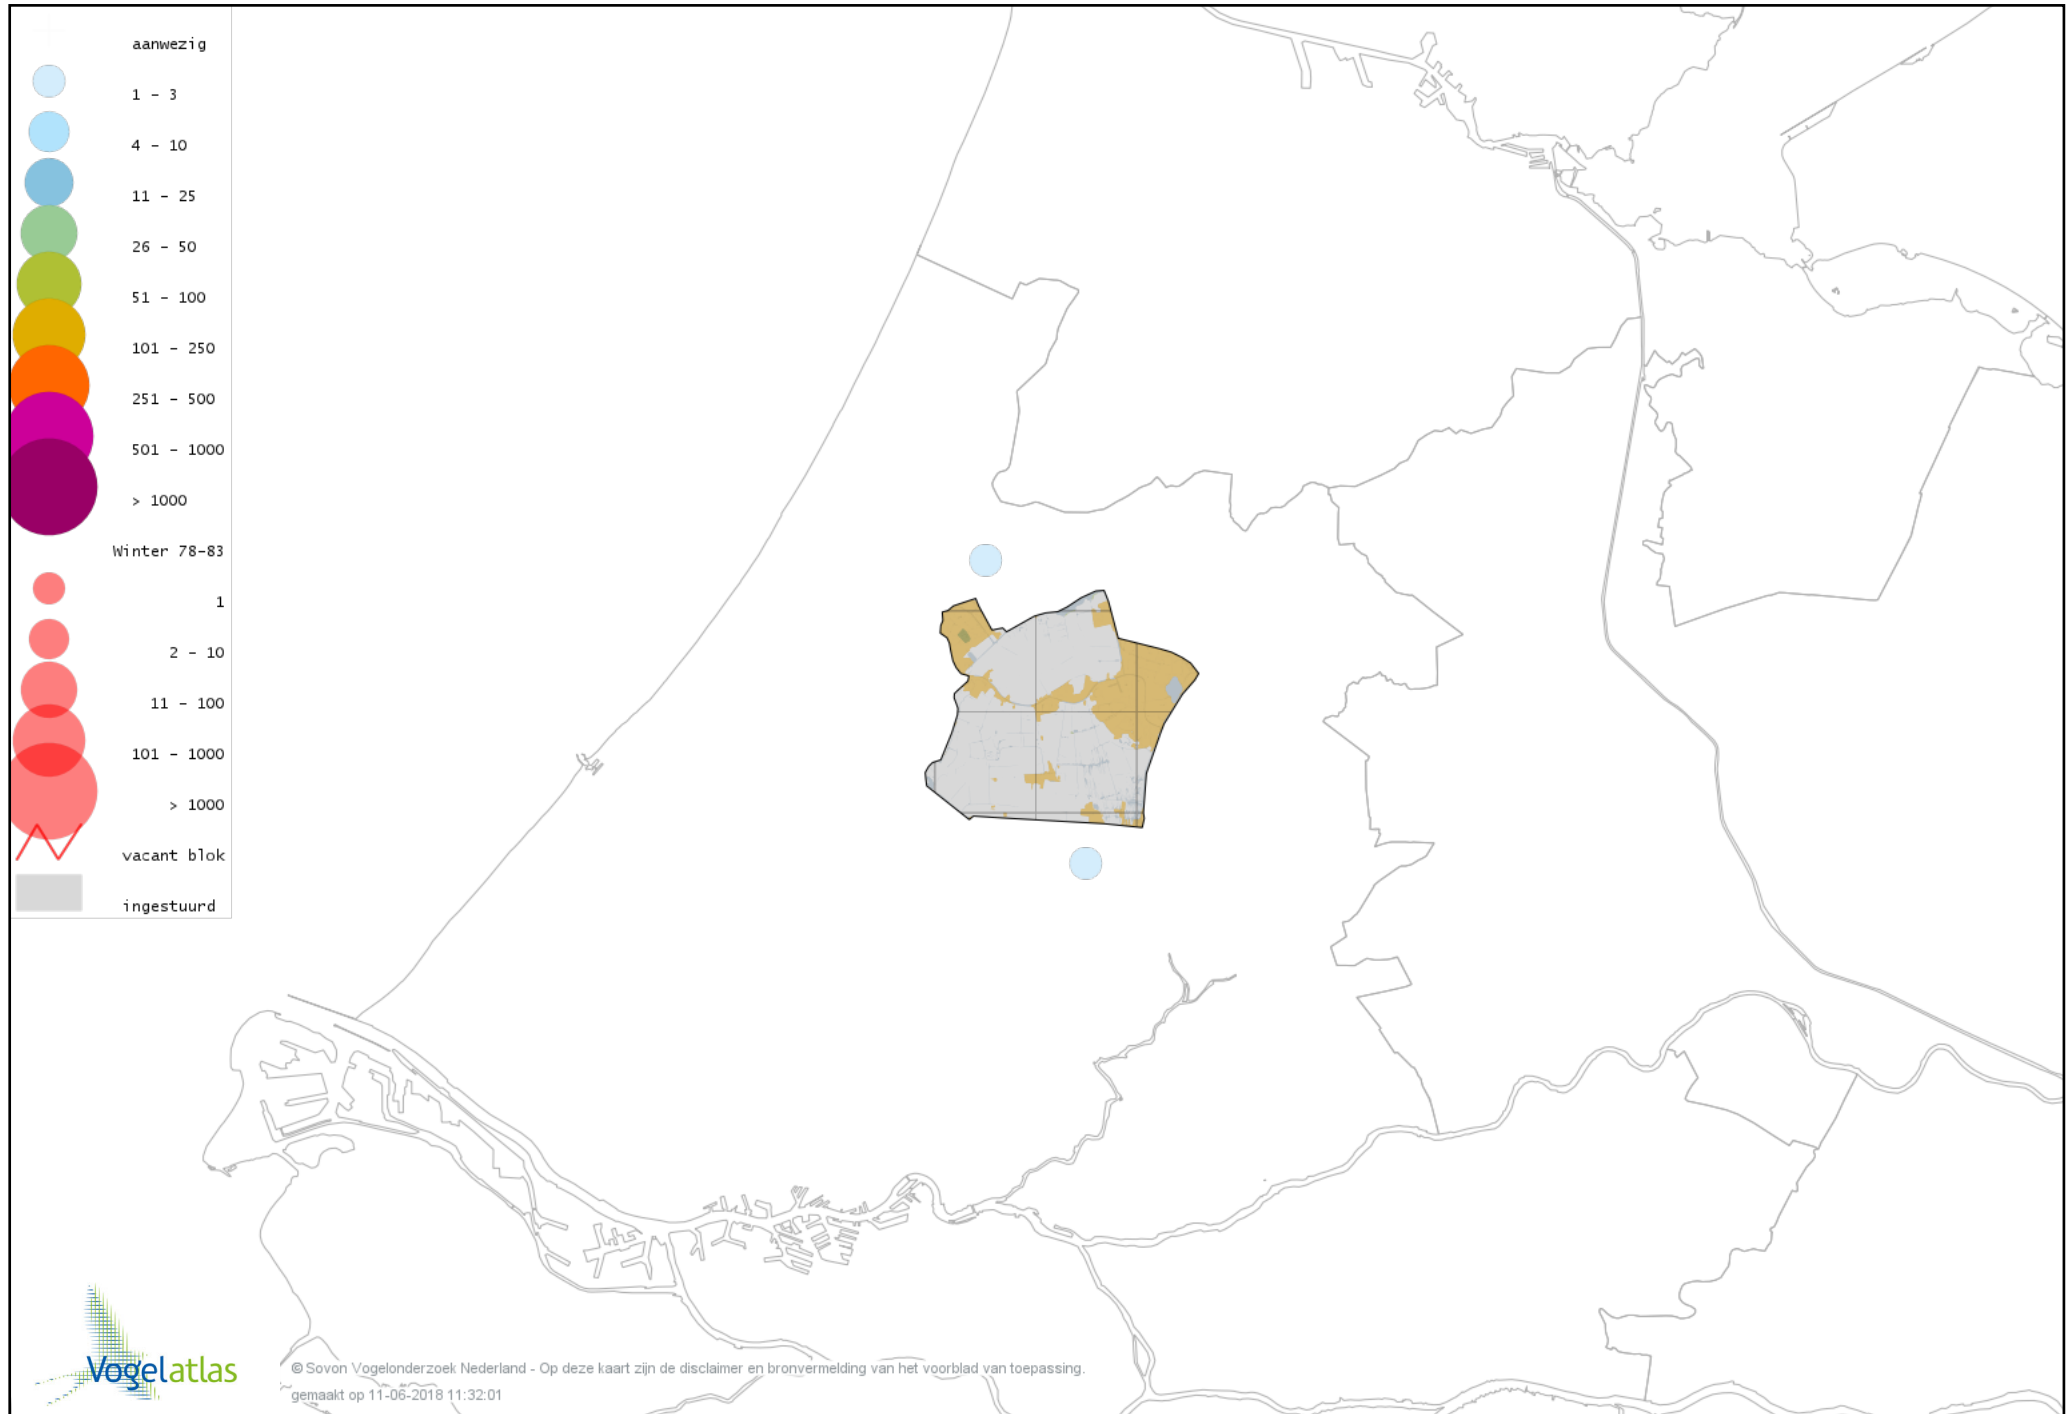 aanwezig
1 - 3
4 - 10
11 - 25
26 - 50
51 - 100
101 - 250
251 - 500
501 - 1000
> 1000
Winter 78-83
1
2 - 10
11 - 100
101 - 1000
> 1000
vacant blok
ingestuurd
Vogelatlas
© Sovon Vogelonderzoek Nederland - Op deze kaart zijn de disclaimer en bronvermelding van het voorblad van toepassing.
gemaakt op 11-06-2018 11:32:01